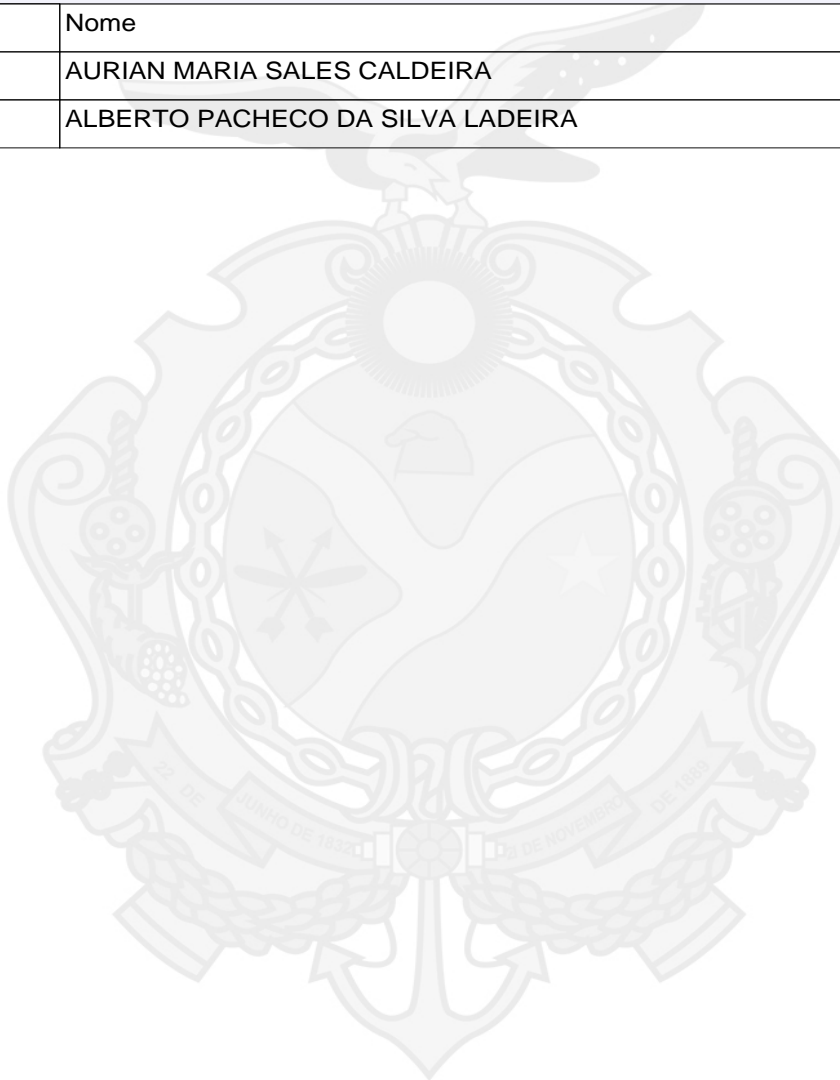 Nome
AURIAN MARIA SALES CALDEIRA
ALBERTO PACHECO DA SILVA LADEIRA
22 DE JUNHO DE 1832
21 DE NOVEMBRO DE 1889